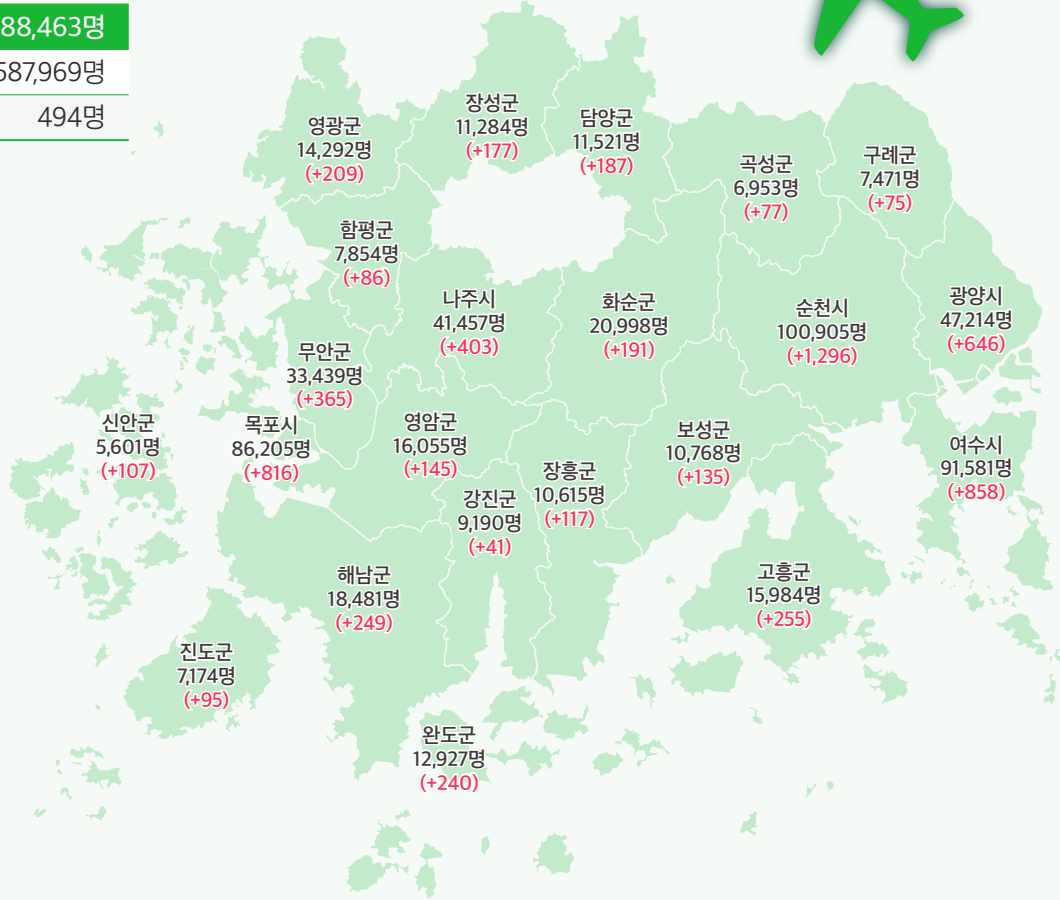 88,463명
587,969명
494명
장성군
11,284명
(+177)
담양군
11,521명
(+187)
영광군
14,292명
(+209)
곡성군
6,953명
(+77)
구례군
7,471명
(+75)
함평군
7,854명
(+86)
나주시
41,457명
(+403)
화순군
20,998명
(+191)
순천시
100,905명
(+1,296)
광양시
47,214명
(+646)
무안군
33,439명
(+365)
신안군
5,601명
(+107)
목포시
86,205명
(+816)
영암군
16,055명
(+145)
보성군
10,768명
(+135)
여수시
91,581명
(+858)
장흥군
10,615명
(+117)
강진군
9,190명
(+41)
해남군
18,481명
(+249)
고흥군
15,984명
(+255)
진도군
7,174명
(+95)
완도군
12,927명
(+240)